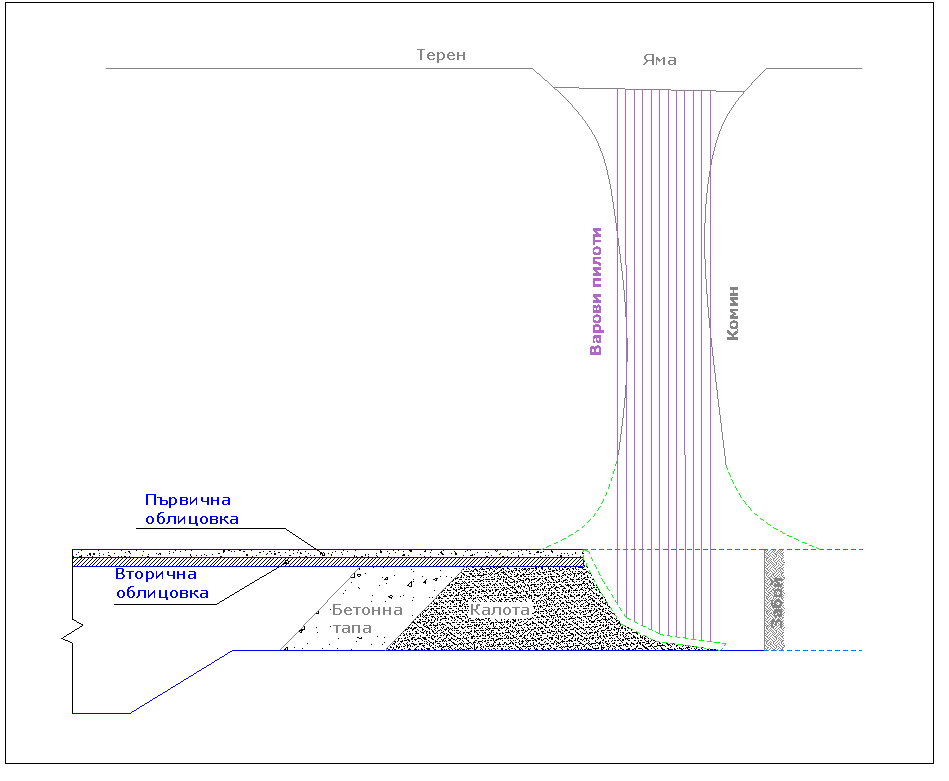 Терен
Яма
Варови пилоти
Комин
Първична
облицовка
Вторична
облицовка
Бетонна
тапа
Калота
Забой